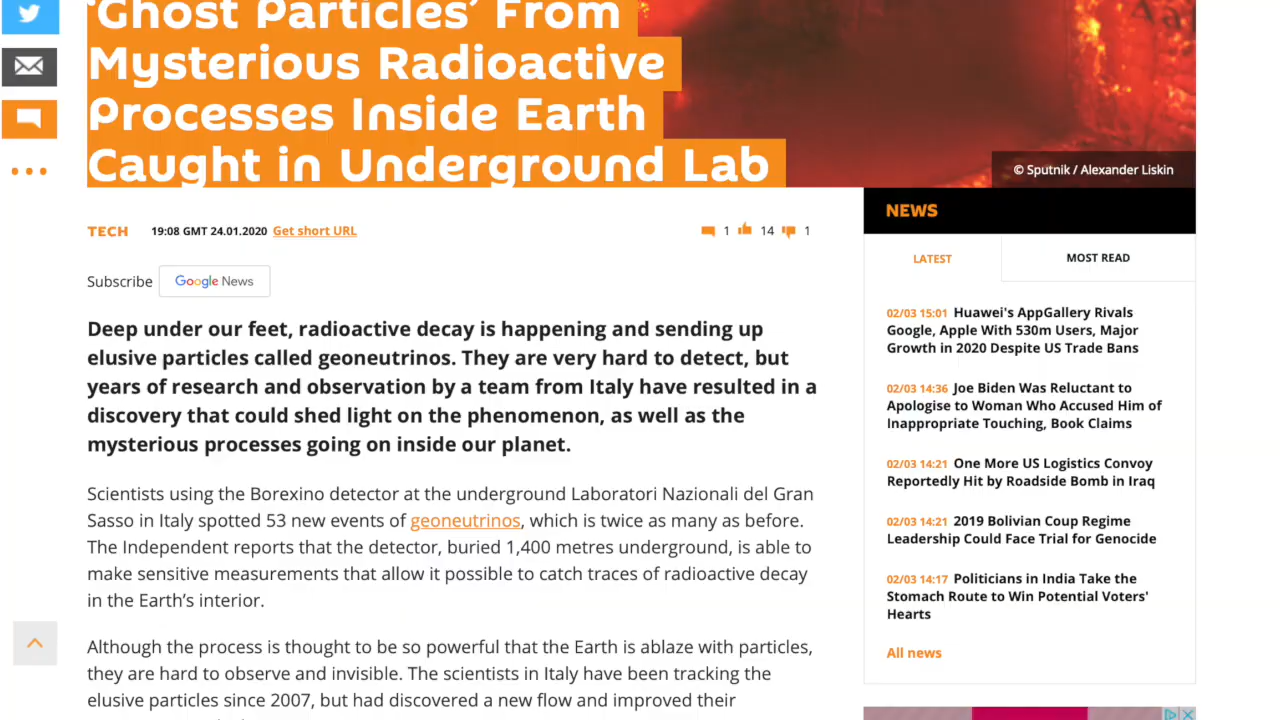 'Ghost Particles' From
Mysterious Radioactive
Processes Inside Earth
Caught in Underground Lab
© Sputnik / Alexander Liskin
TECH 19:08 GMT 24.01.2020 Get short URL
1 14 1
Subscribe Google News
Deep under our feet, radioactive decay is happening and sending up
elusive particles called geoneutrinos. They are very hard to detect, but
years of research and observation by a team from Italy have resulted in a
discovery that could shed light on the phenomenon, as well as the
mysterious processes going on inside our planet.
Scientists using the Borexino detector at the underground Laboratori Nazionali del Gran
Sasso in Italy spotted 53 new events of geoneutrinos, which is twice as many as before.
The Independent reports that the detector, buried 1,400 metres underground, is able to
make sensitive measurements that allow it possible to catch traces of radioactive decay
in the Earth's interior.
Although the process is thought to be so powerful that the Earth is ablaze with particles,
they are hard to observe and invisible. The scientists in Italy have been tracking the
elusive particles since 2007, but had discovered a new flow and improved their
NEWS
LATEST MOST READ
02/03 15:01 Huawei's AppGallery Rivals
Google, Apple With 530m Users, Major
Growth in 2020 Despite US Trade Bans
02/03 14:36 Joe Biden Was Reluctant to
Apologise to Woman Who Accused Him of
Inappropriate Touching, Book Claims
02/03 14:21 One More US Logistics Convoy
Reportedly Hit by Roadside Bomb in Iraq
02/03 14:21 2019 Bolivian Coup Regime
Leadership Could Face Trial for Genocide
02/03 14:17 Politicians in India Take the
Stomach Route to Win Potential Voters'
Hearts
All news